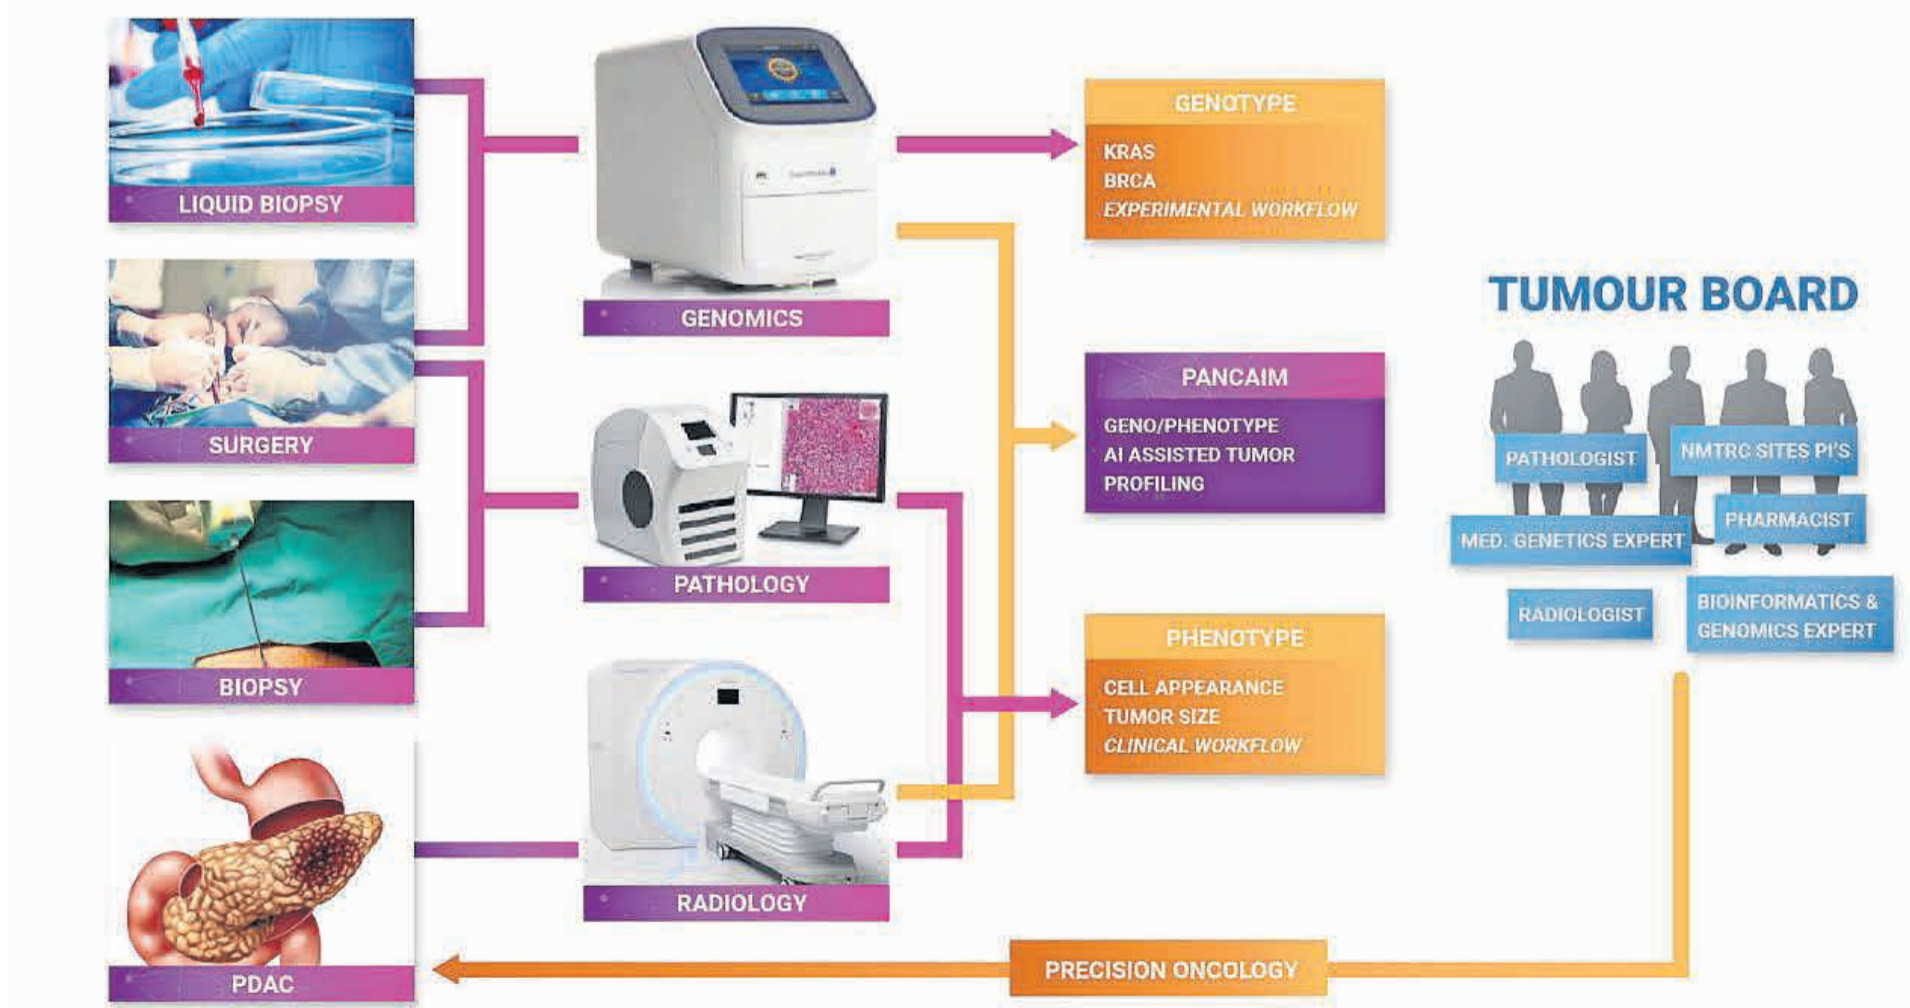 LIQUID BIOPSY
SURGERY
BIOPSY
PDAC
GENOMICS
PATHOLOGY
RADIOLOGY
GENOTYPE
KRAS
BRCA
EXPERIMENTAL WORKFLOW
PANCAIM
GENO/PHENOTYPE
AI ASSISTED TUMOR
PROFILING
PHENOTYPE
CELL APPEARANCE
TUMOR SIZE
CLINICAL WORKFLOW
TUMOUR BOARD
PATHOLOGIST
NMTRC SITES PI'S
PHARMACIST
MED. GENETICS EXPERT
RADIOLOGIST
BIOINFORMATICS &
GENOMICS EXPERT
PRECISION ONCOLOGY